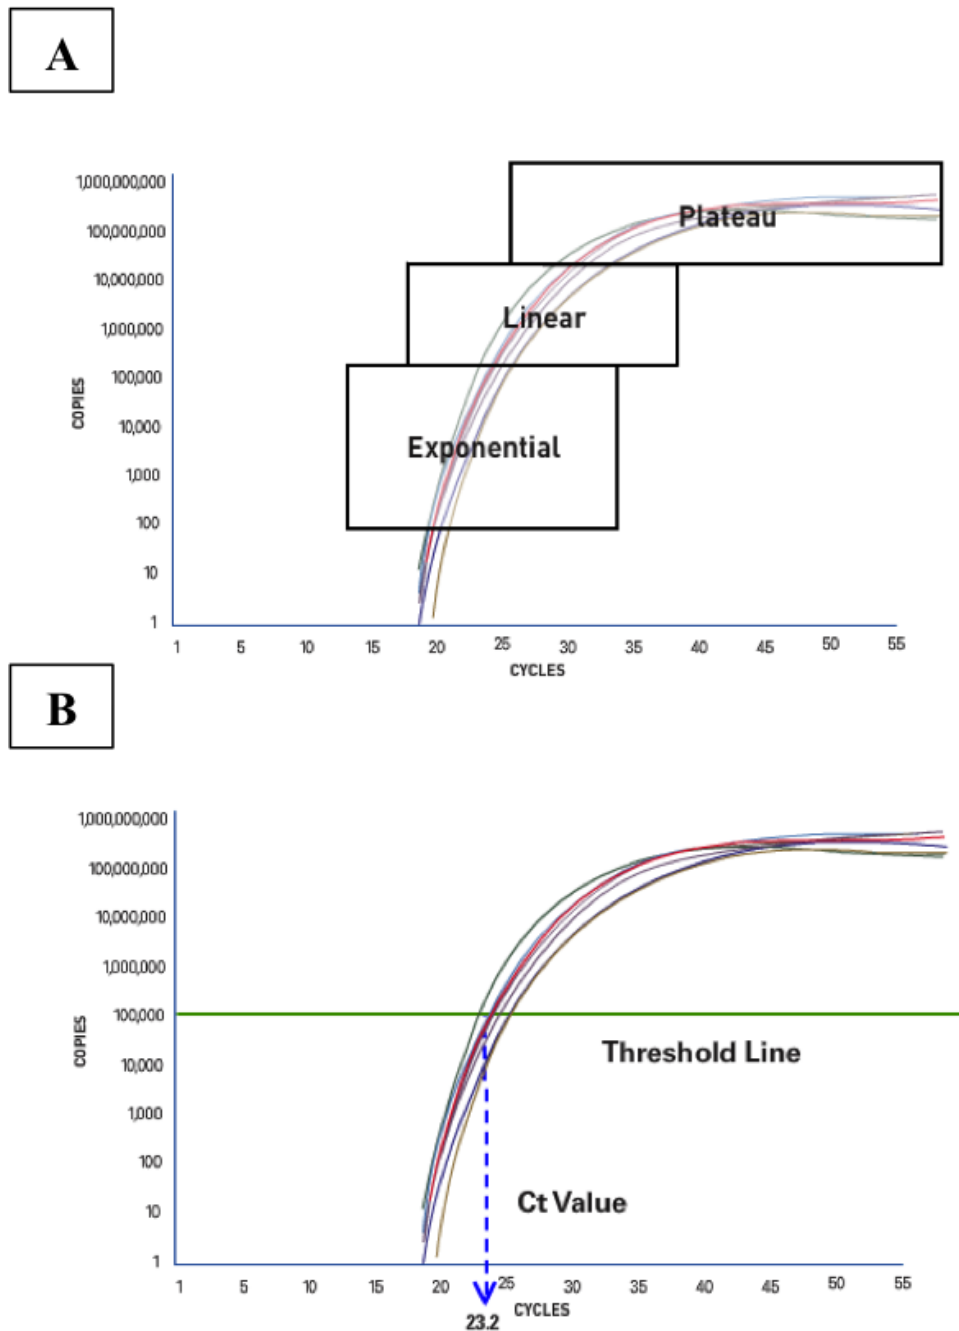 A
1,000,000,000
100,000,000
10,000,000
1,000,000
100,000
10,000
1,000
100
10
1
COPIES
Plateau
Linear
Exponential
1 5 10 15 20 25 30 35 40 45 50 55
CYCLES
B
1,000,000,000
100,000,000
10,000,000
1,000,000
100,000
10,000
1,000
100
10
1
COPIES
Threshold Line
Ct Value
1 5 10 15 20 25 30 35 40 45 50 55
CYCLES
23.2